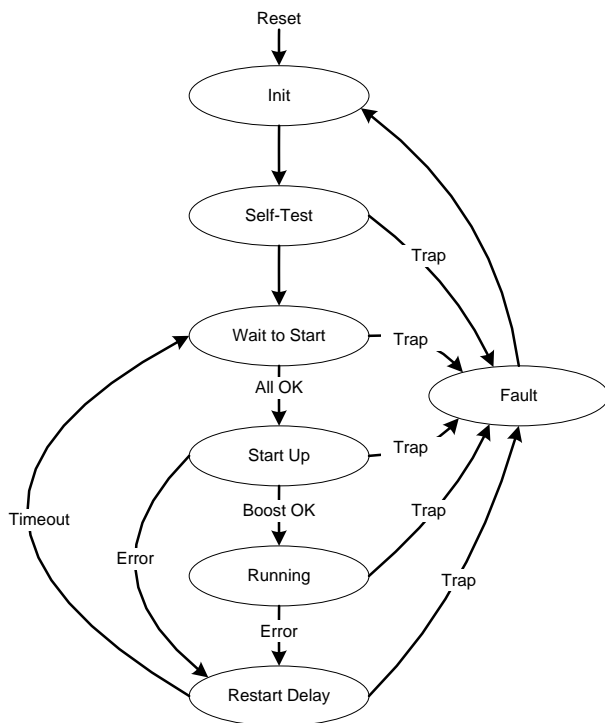 Reset
Init
Self-Test
Trap
Wait to Start
Trap
All OK
Fault
Start Up
Trap
Boost OK
Timeout
Trap
Error
Running
Trap
Error
Restart Delay